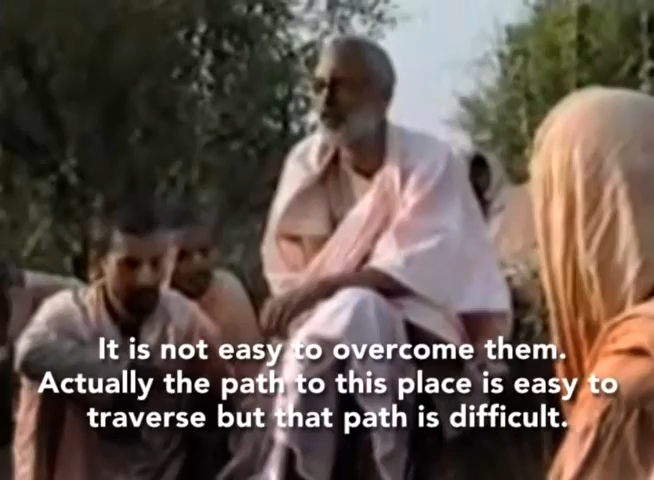 It is not easy to overcome them.
Actually the path to this place is easy to
traverse but that path is difficult.